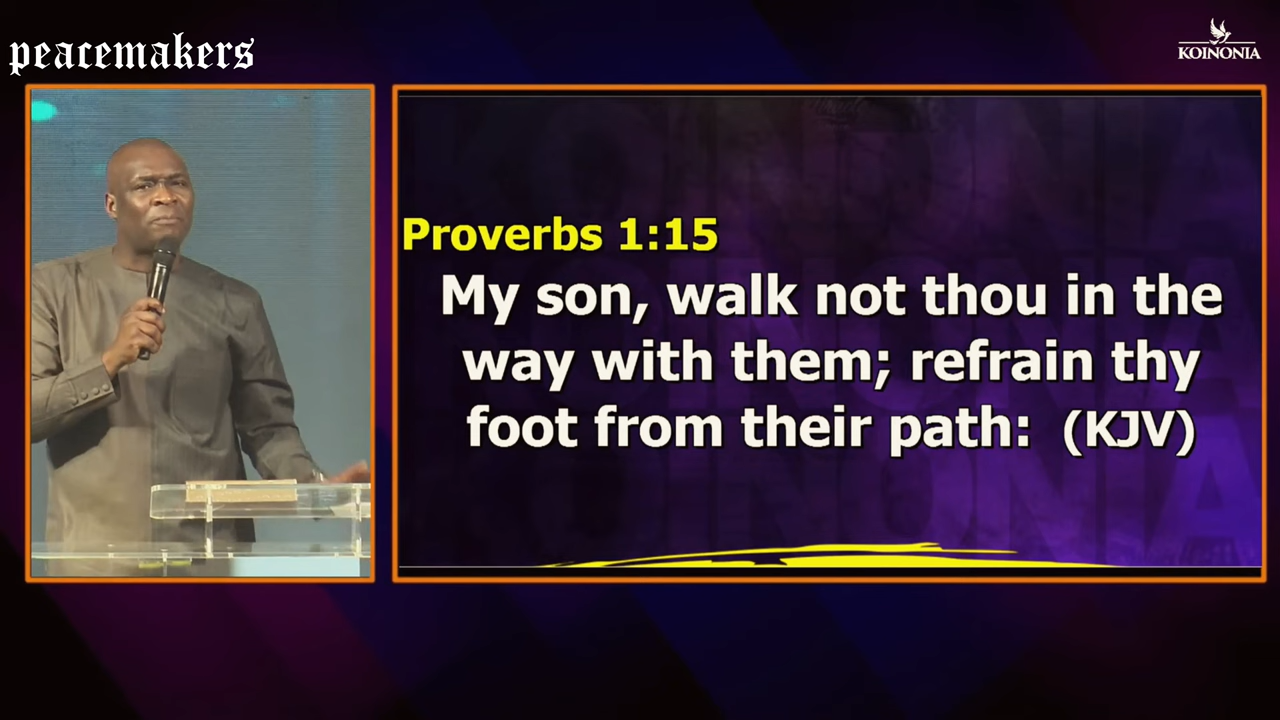 peacemakers
KOINONIA
Proverbs 1:15
My son, walk not thou in the
way with them; refrain thy
foot from their path: (KJV)